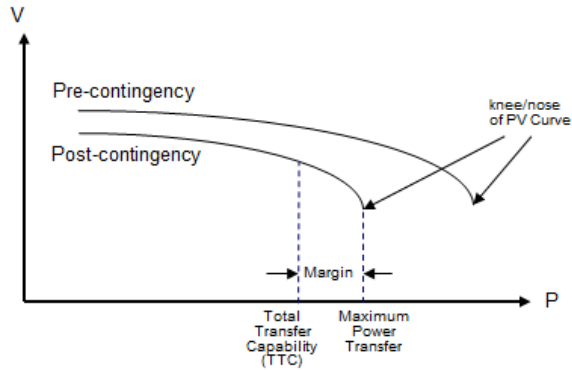 V
Pre-contingency
knee/nose
of PV Curve
Post-contingency
Margin
P
Total
Transfer
Capability
(TTC)
Maximum
Power
Transfer